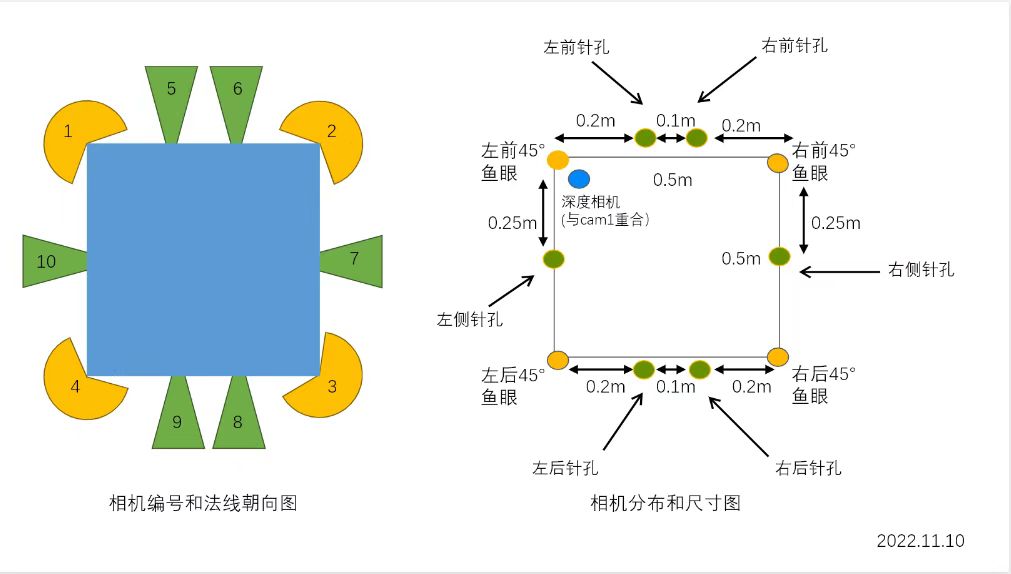 左前针孔
右前针孔
5
6
1
2
0.2m
0.1m
0.2m
左前45°
鱼眼
右前45°
鱼眼
0.5m
深度相机
(与cam1重合)
0.25m
0.25m
10
7
0.5m
右侧针孔
左侧针孔
4
3
9
8
左后45°
鱼眼
0.2m
0.1m
0.2m
右后45°
鱼眼
左后针孔
右后针孔
相机编号和法线朝向图
相机分布和尺寸图
2022.11.10